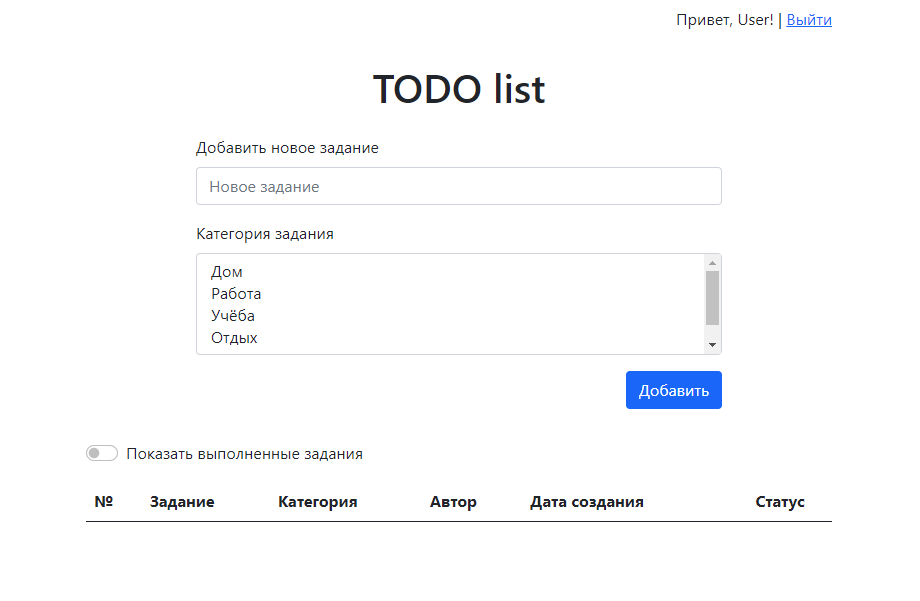 Привет, User! | Выйти
TODO list
Добавить новое задание
Новое задание
Категория задания
Дом
Работа
Учёба
Отдых
Добавить
Показать выполненные задания
№ Задание Категория Автор Дата создания Статус